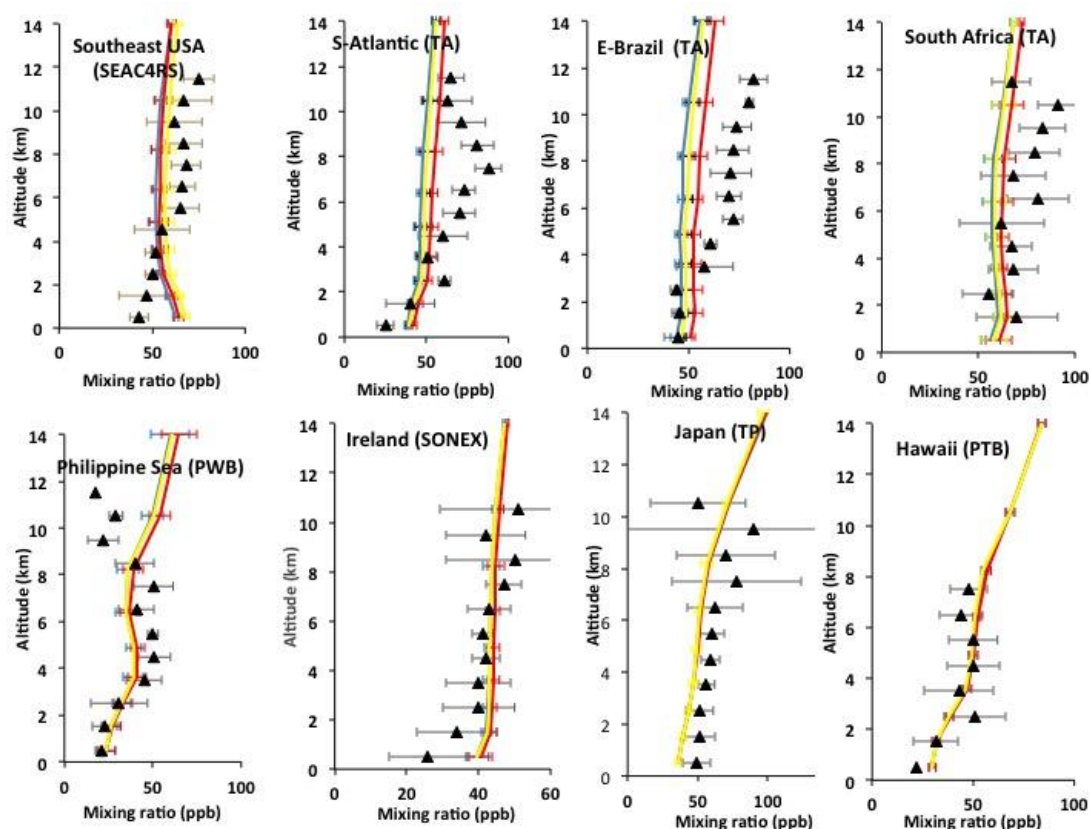 14
12
10
8
6
4
2
0
Altitude (km)
Southeast USA
(SEAC4RS)
0 50 100
Mixing ratio (ppb)
14
12
10
8
6
4
2
0
Altitude (km)
S-Atlantic (TA)
0 50 100
Mixing ratio (ppb)
14
12
10
8
6
4
2
0
Altitude (km)
E-Brazil (TA)
0 50 100
Mixing ratio (ppb)
14
12
10
8
6
4
2
0
Altitude (km)
South Africa (TA)
0 50 100
Mixing ratio (ppb)
14
12
10
8
6
4
2
0
Altitude (km)
Philippine Sea (PWB)
0 50 100
Mixing ratio (ppb)
14
12
10
8
6
4
2
0
Altitude (km)
Ireland (SONEX)
0 20 40 60
Mixing ratio (ppb)
14
12
10
8
6
4
2
0
Altitude (km)
Japan (TP)
0 50 100
Mixing ratio (ppb)
14
12
10
8
6
4
2
0
Altitude (km)
Hawaii (PTB)
0 50 100
Mixing ratio (ppb)